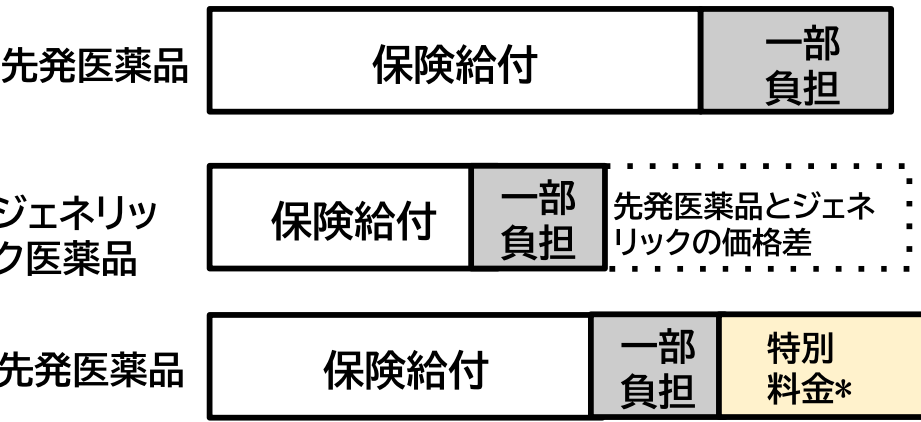 先発医薬品
保険給付
一部
負担
ジェネリッ
ク医薬品
保険給付
一部
負担
先発医薬品とジェネ
リックの価格差
先発医薬品
保険給付
一部
負担
特別
料金*